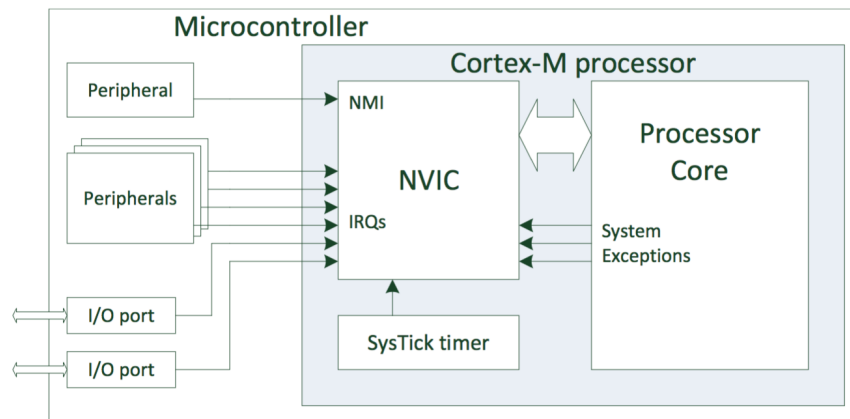 Microcontroller
Cortex-M processor
Peripheral
NMI
Processor
Core
NVIC
Peripherals
IRQs
System
Exceptions
I/O port
SysTick timer
I/O port